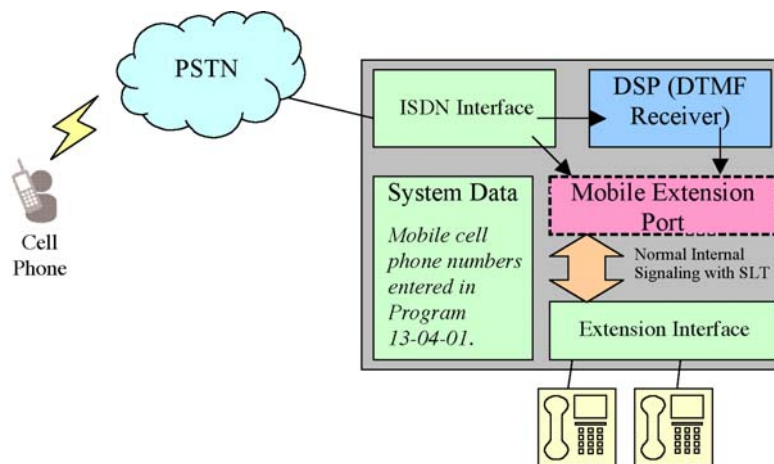 PSTN
ISDN Interface
DSP (DTMF
Receiver)
Cell
Phone
System Data
Mobile cell
phone numbers
entered in
Program
13-04-01.
Mobile Extension
Port
Normal Internal
Signaling with SLT
Extension Interface